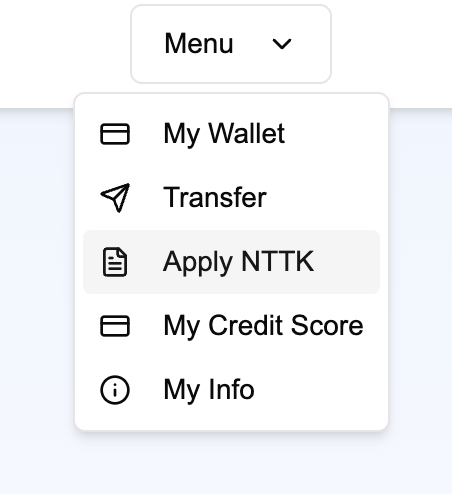 Menu
My Wallet
Transfer
Apply NTTK
My Credit Score
My Info